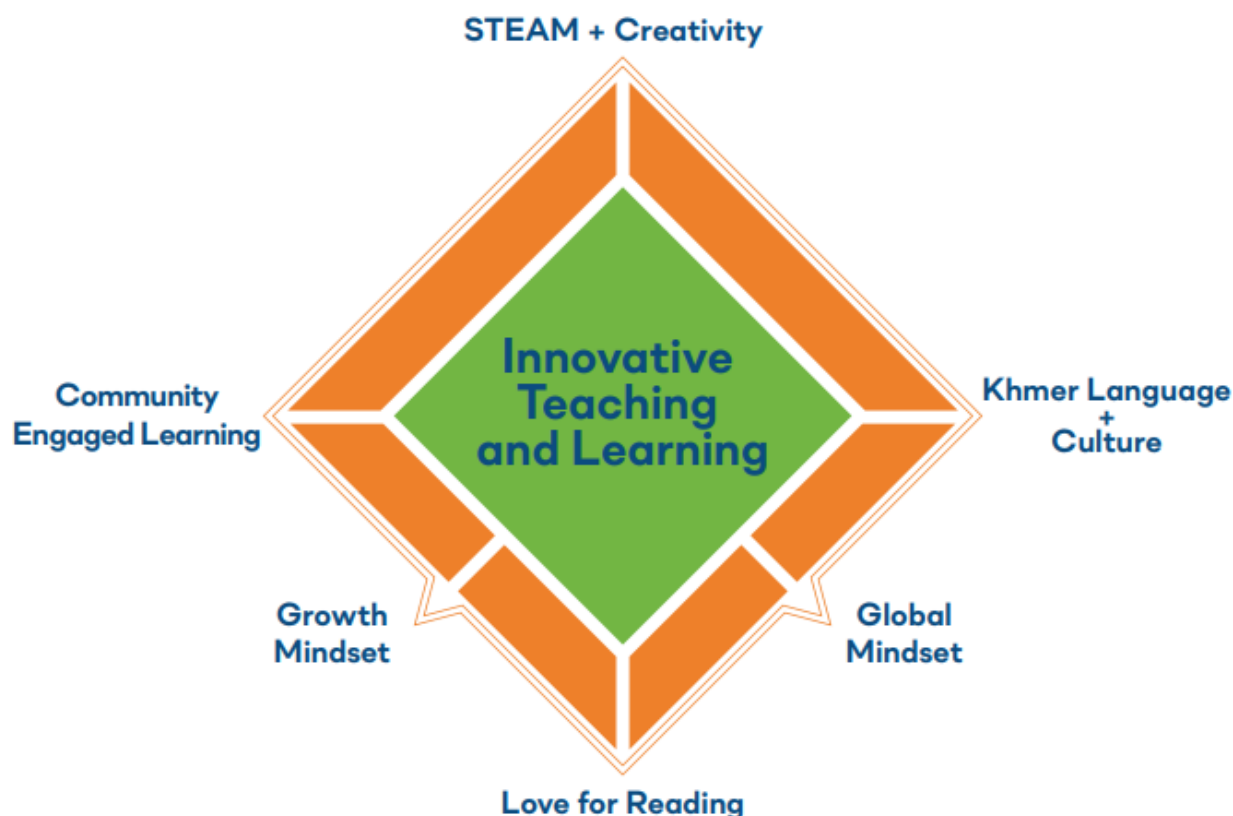 STEAM + Creativity
Innovative
Teaching
and Learning
Community
Engaged Learning
Khmer Language
+
Culture
Growth
Mindset
Global
Mindset
Love for Reading